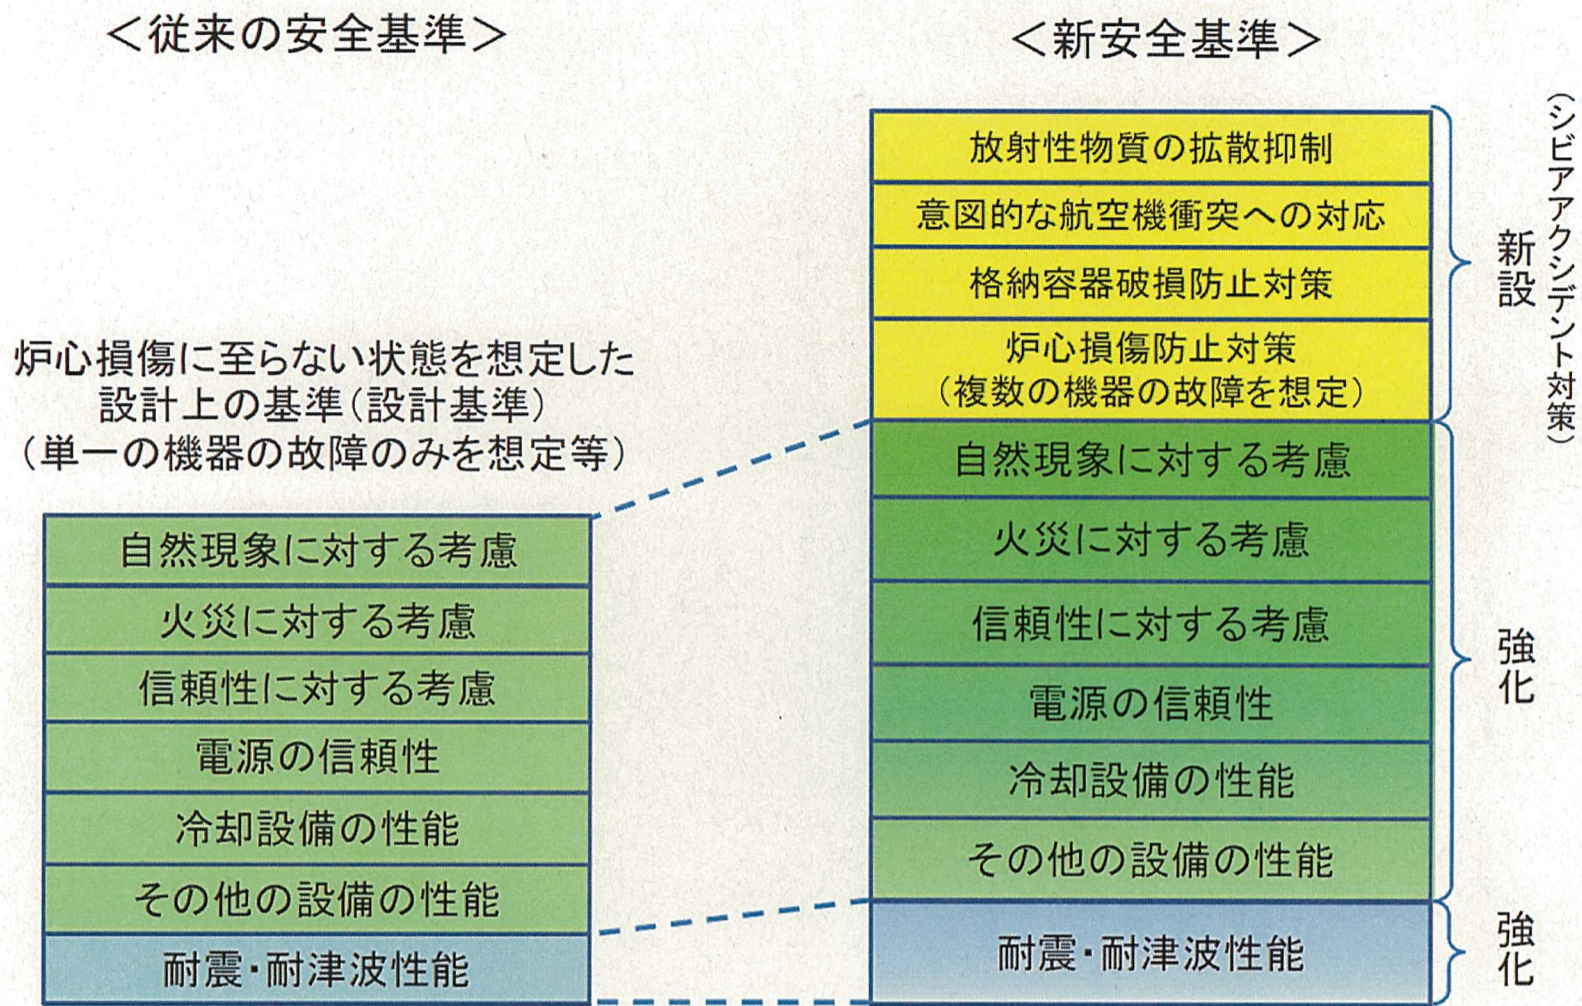 <従来の安全基準>
炉心損傷に至らない状態を想定した
設計上の基準(設計基準)
(単一の機器の故障のみを想定等)
自然現象に対する考慮
火災に対する考慮
信頼性に対する考慮
電源の信頼性
冷却設備の性能
その他の設備の性能
耐震・耐津波性能
<新安全基準>
放射性物質の拡散抑制
意図的な航空機衝突への対応
格納容器破損防止対策
炉心損傷防止対策
(複数の機器の故障を想定)
自然現象に対する考慮
火災に対する考慮
信頼性に対する考慮
電源の信頼性
冷却設備の性能
その他の設備の性能
耐震・耐津波性能
(シビアアクシデント対策)
新設
強化
強化